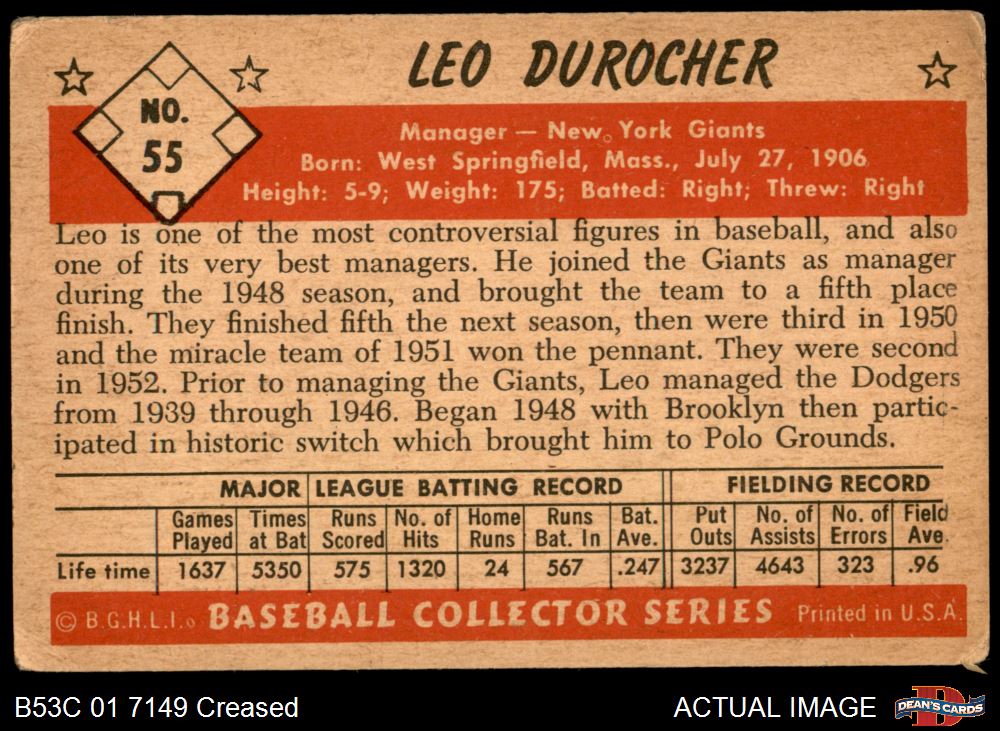 LEO DUROCHER
NO.
55
Manager — New York Giants
Born: West Springfield, Mass., July 27, 1906
Height: 5-9; Weight: 175; Batted: Right; Threw: Right
Leo is one of the most controversial figures in baseball, and also
one of its very best managers. He joined the Giants as manager
during the 1948 season, and brought the team to a fifth place
finish. They finished fifth the next season, then were third in 1950
and the miracle team of 1951 won the pennant. They were second
in 1952. Prior to managing the Giants, Leo managed the Dodgers
from 1939 through 1946. Began 1948 with Brooklyn then partic-
ipated in historic switch which brought him to Polo Grounds.
MAJOR LEAGUE BATTING RECORD FIELDING RECORD
Games Times Runs No. of Home Runs Bat. Put No. of No. of Field
Played at Bat Scored Hits Runs Bat. In Ave. Outs Assists Errors Ave.
Life time 1637 5350 575 1320 24 567 .247 3237 4643 323 .96
© B.G.H.L.I. BASEBALL COLLECTOR SERIES Printed in U.S.A.
B53C 01 7149 Creased ACTUAL IMAGE D DEAN'S CARDS